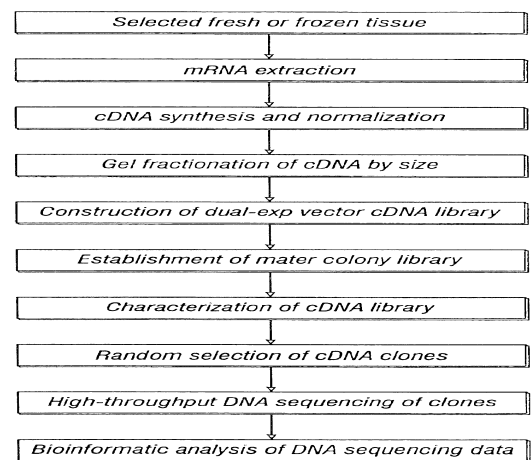 Selected fresh or frozen tissue
mRNA extraction
cDNA synthesis and normalization
Gel fractionation of cDNA by size
Construction of dual-exp vector cDNA library
Establishment of mater colony library
Characterization of cDNA library
Random selection of cDNA clones
High-throughput DNA sequencing of clones
Bioinformatic analysis of DNA sequencing data